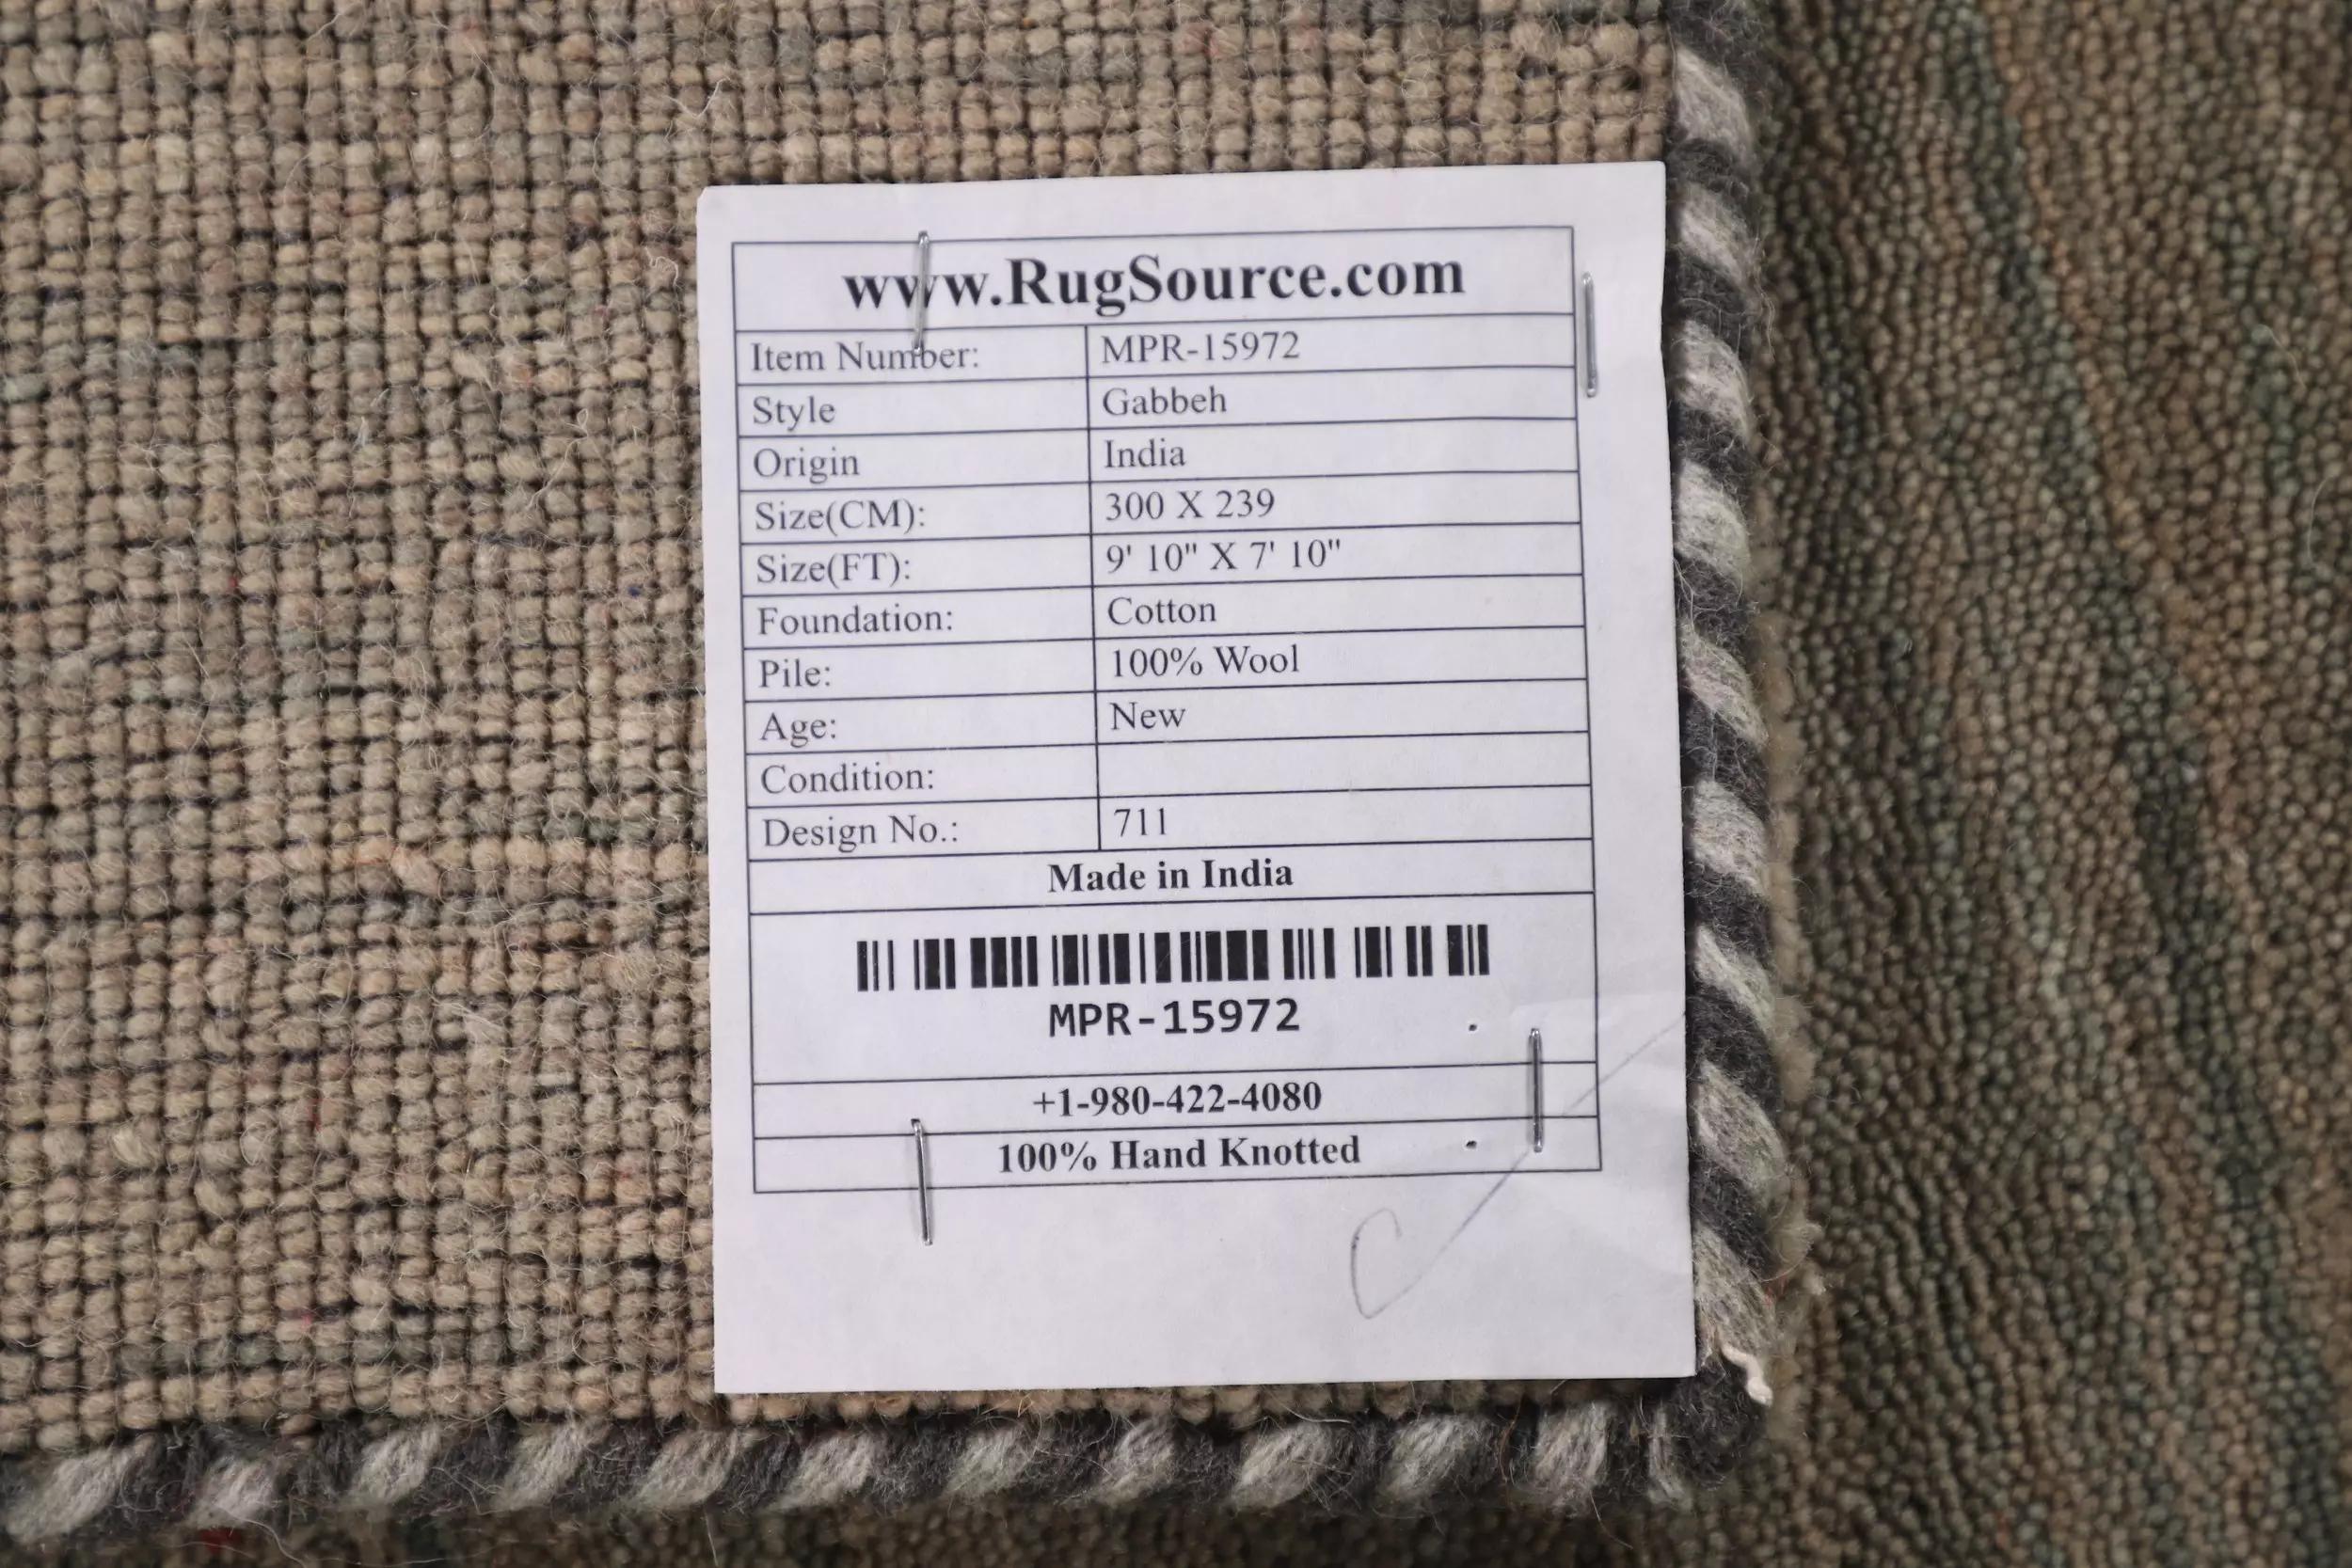 www.RugSource.com
Item Number: MPR-15972
Style Gabbeh
Origin India
Size(CM): 300 X 239
Size(FT): 9' 10" X 7' 10"
Foundation: Cotton
Pile: 100% Wool
Age: New
Condition:
Design No.: 711
Made in India
MPR-15972
+1-980-422-4080
100% Hand Knotted